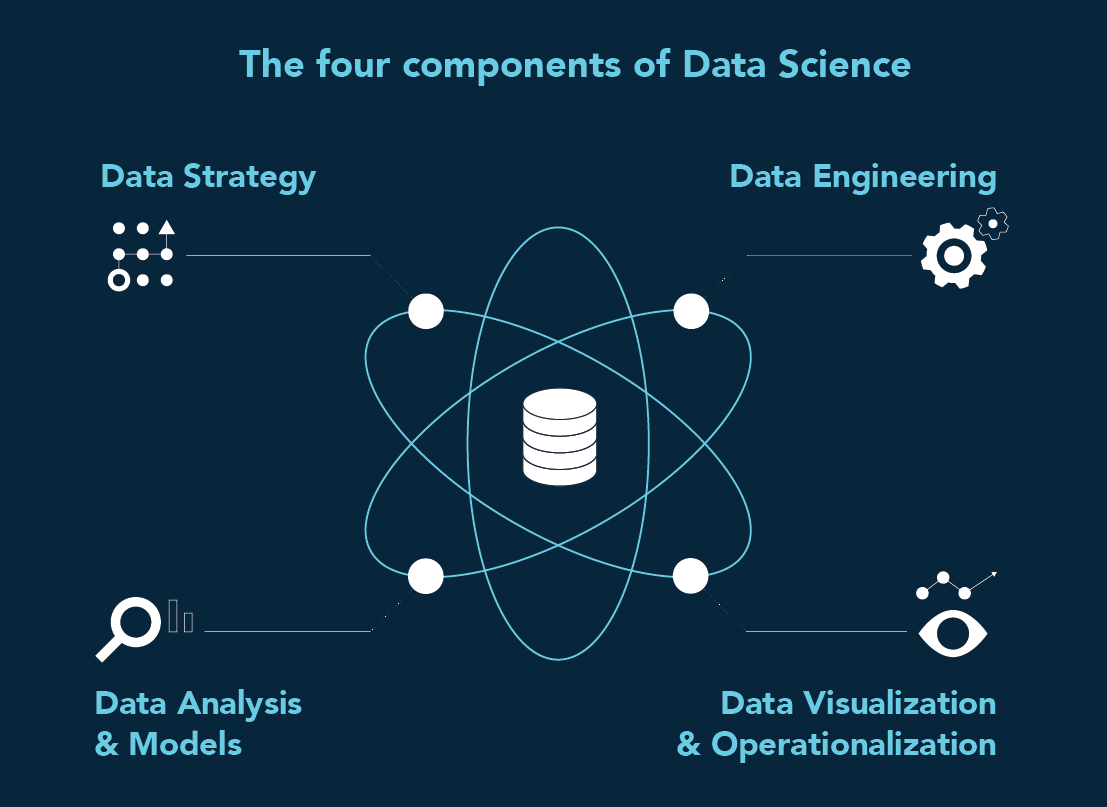 The four components of Data Science
Data Strategy
Data Engineering
Data Analysis
& Models
Data Visualization
& Operationalization